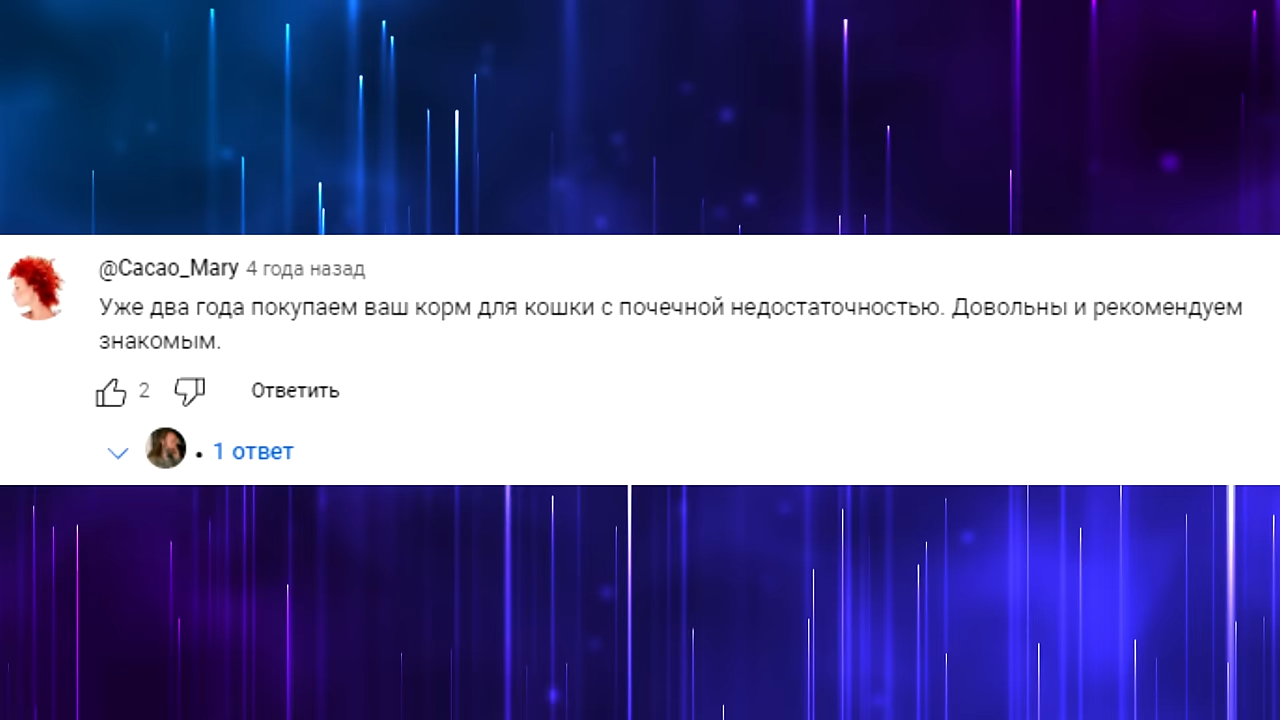 @Cacao_Mary 4 года назад
Уже два года покупаем ваш корм для кошки с почечной недостаточностью. Довольны и рекомендуем
знакомым.
2 Ответить
• 1 ответ